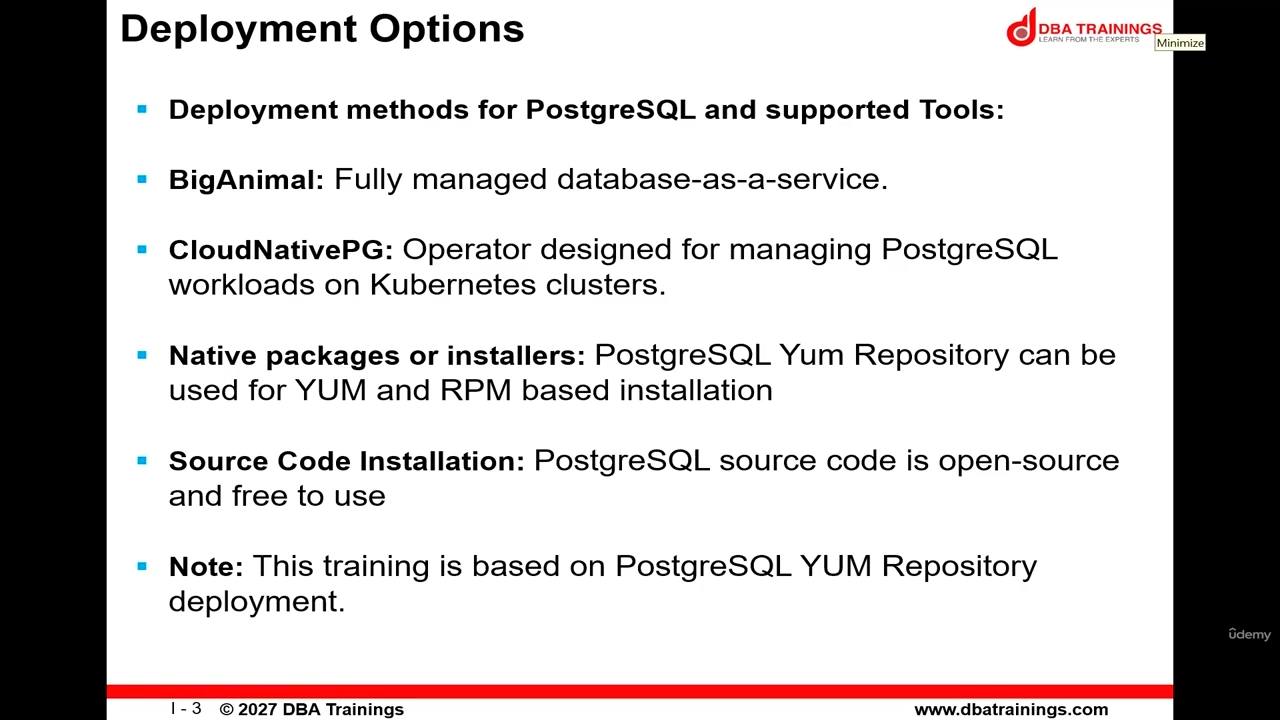 Deployment Options
DBA TRAININGS
LEARN FROM THE EXPERTS
Minimize
Deployment methods for PostgreSQL and supported Tools:
BigAnimal: Fully managed database-as-a-service.
CloudNativePG: Operator designed for managing PostgreSQL
workloads on Kubernetes clusters.
Native packages or installers: PostgreSQL Yum Repository can be
used for YUM and RPM based installation
Source Code Installation: PostgreSQL source code is open-source
and free to use
Note: This training is based on PostgreSQL YUM Repository
deployment.
ûdemy
I - 3 © 2027 DBA Trainings
www.dbatrainings.com